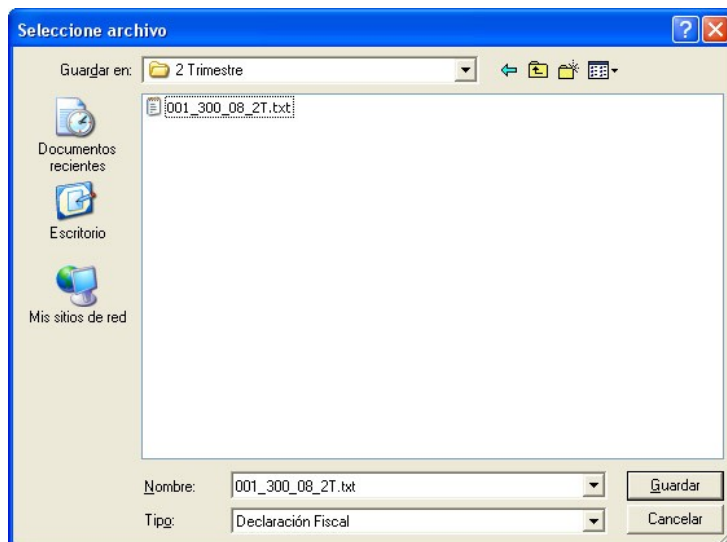 Seleccione archivo
Guardar en: 2 Trimestre
001_300_08_2T.txt
Documentos
recientes
Escritorio
Mis sitios de red
Nombre: 001_300_08_2T.txt Guardar
Tipo: Declaración Fiscal Cancelar